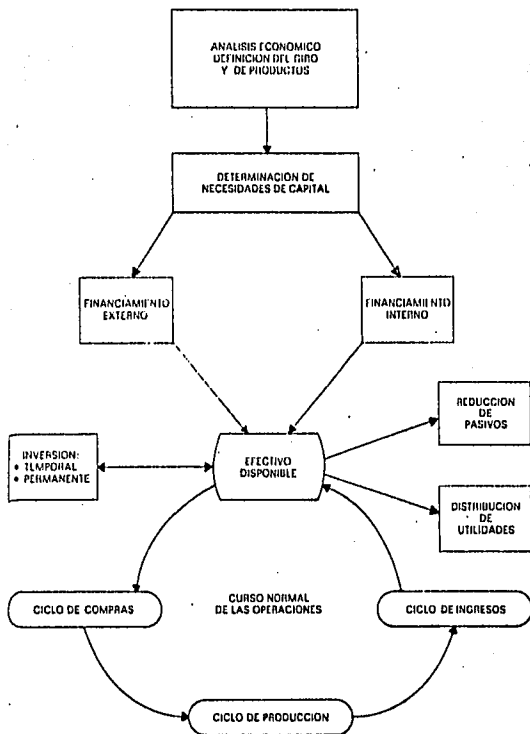 ANALISIS ECONOMICO
DEFINICION DEL GIRO
Y DE PRODUCTOS
DETERMINACION DE
NECESIDADES DE CAPITAL
FINANCIAMIENTO
EXTERNO
FINANCIAMIENTO
INTERNO
REDUCCION
DE
PASIVOS
INVERSION:
• TEMPORAL
• PERMANENTE
EFECTIVO
DISPONIBLE
DISTRIBUCION
DE
UTILIDADES
CICLO DE COMPRAS
CURSO NORMAL
DE LAS OPERACIONES
CICLO DE INGRESOS
CICLO DE PRODUCCION